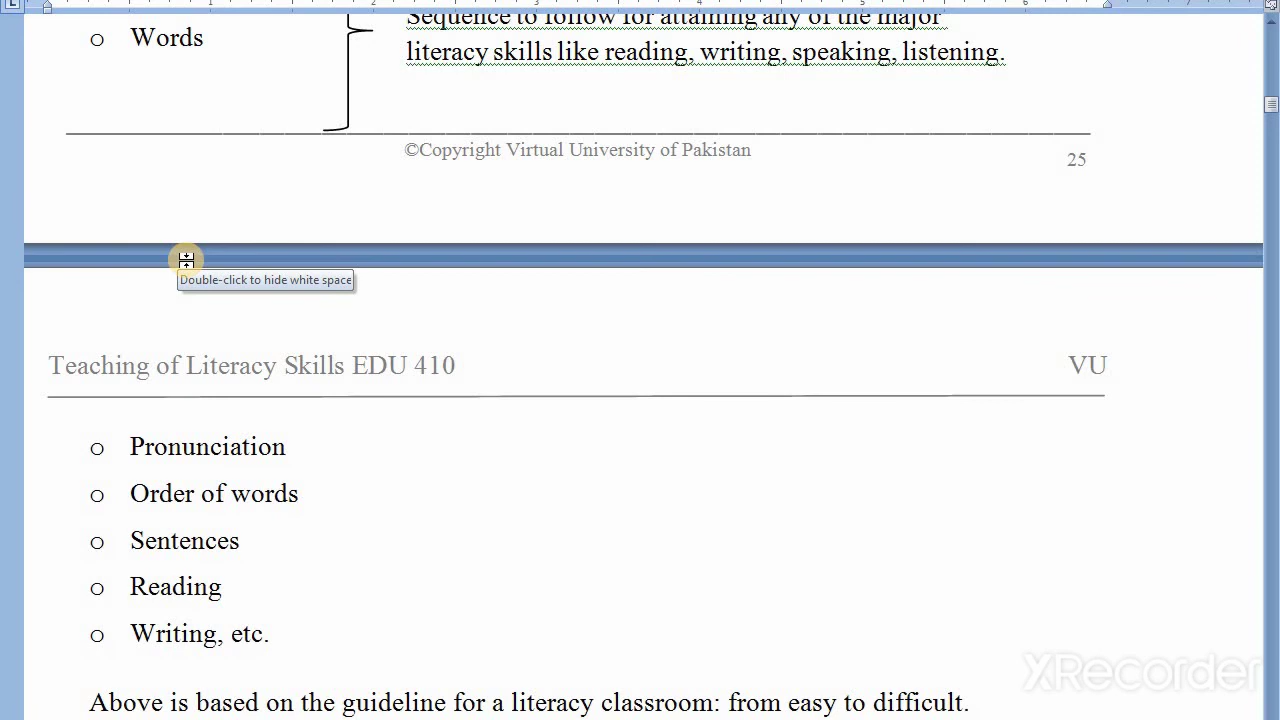 Sequence to follow for attaining any of the major
o Words
literacy skills like reading, writing, speaking, listening.
©Copyright Virtual University of Pakistan
25
Double-click to hide white space
Teaching of Literacy Skills EDU 410 VU
o Pronunciation
o Order of words
o Sentences
o Reading
o Writing, etc.
XRecorder
Above is based on the guideline for a literacy classroom: from easy to difficult.